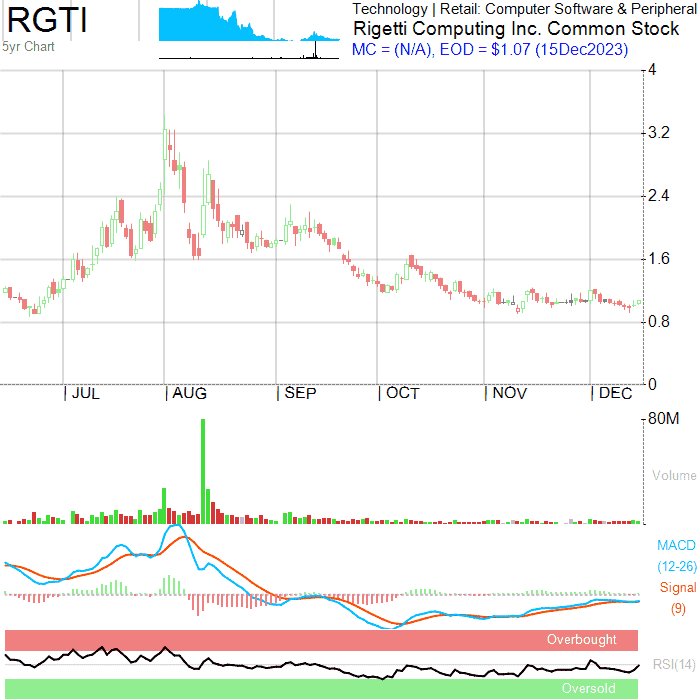 RGTI
5yr Chart
Technology | Retail: Computer Software & Peripheral
Rigetti Computing Inc. Common Stock
MC = (N/A), EOD = $1.07 (15Dec2023)
4
3.2
2.4
1.6
0.8
0
| JUL | AUG | SEP | OCT | NOV | DEC
80M
Volume
MACD
(12-26)
Signal
(9)
Overbought
RSI(14)
Oversold